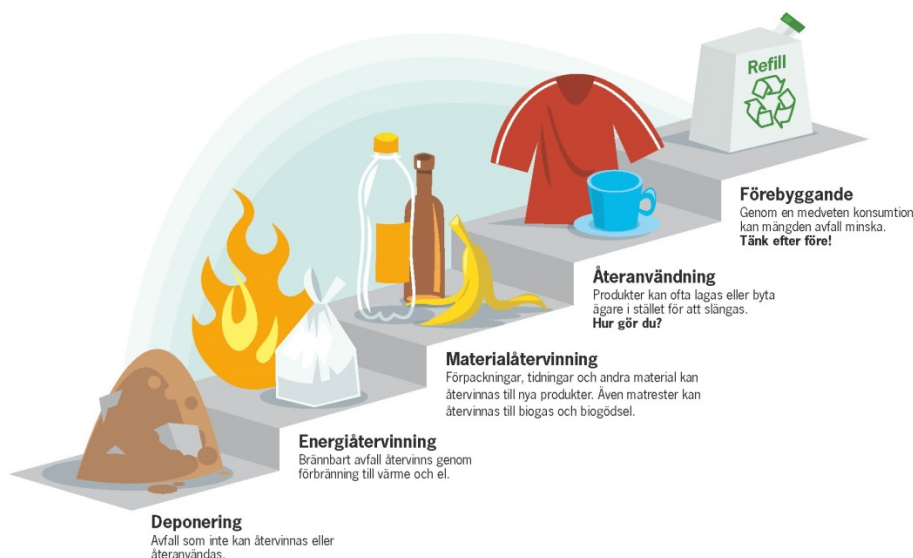 Refill
Förebyggande
Genom en medveten konsumtion
kan mängden avfall minska.
Tänk efter före!
Återanvändning
Produkter kan ofta lagas eller byta
ägare i stället för att slängas.
Hur gör du?
Materialåtervinning
Förpackningar, tidningar och andra material kan
återvinnas till nya produkter. Även matrester kan
återvinnas till biogas och biogödsel.
Energiåtervinning
Brännbart avfall återvinns genom
förbränning till värme och el.
Deponering
Avfall som inte kan återvinnas eller
återanvändas.